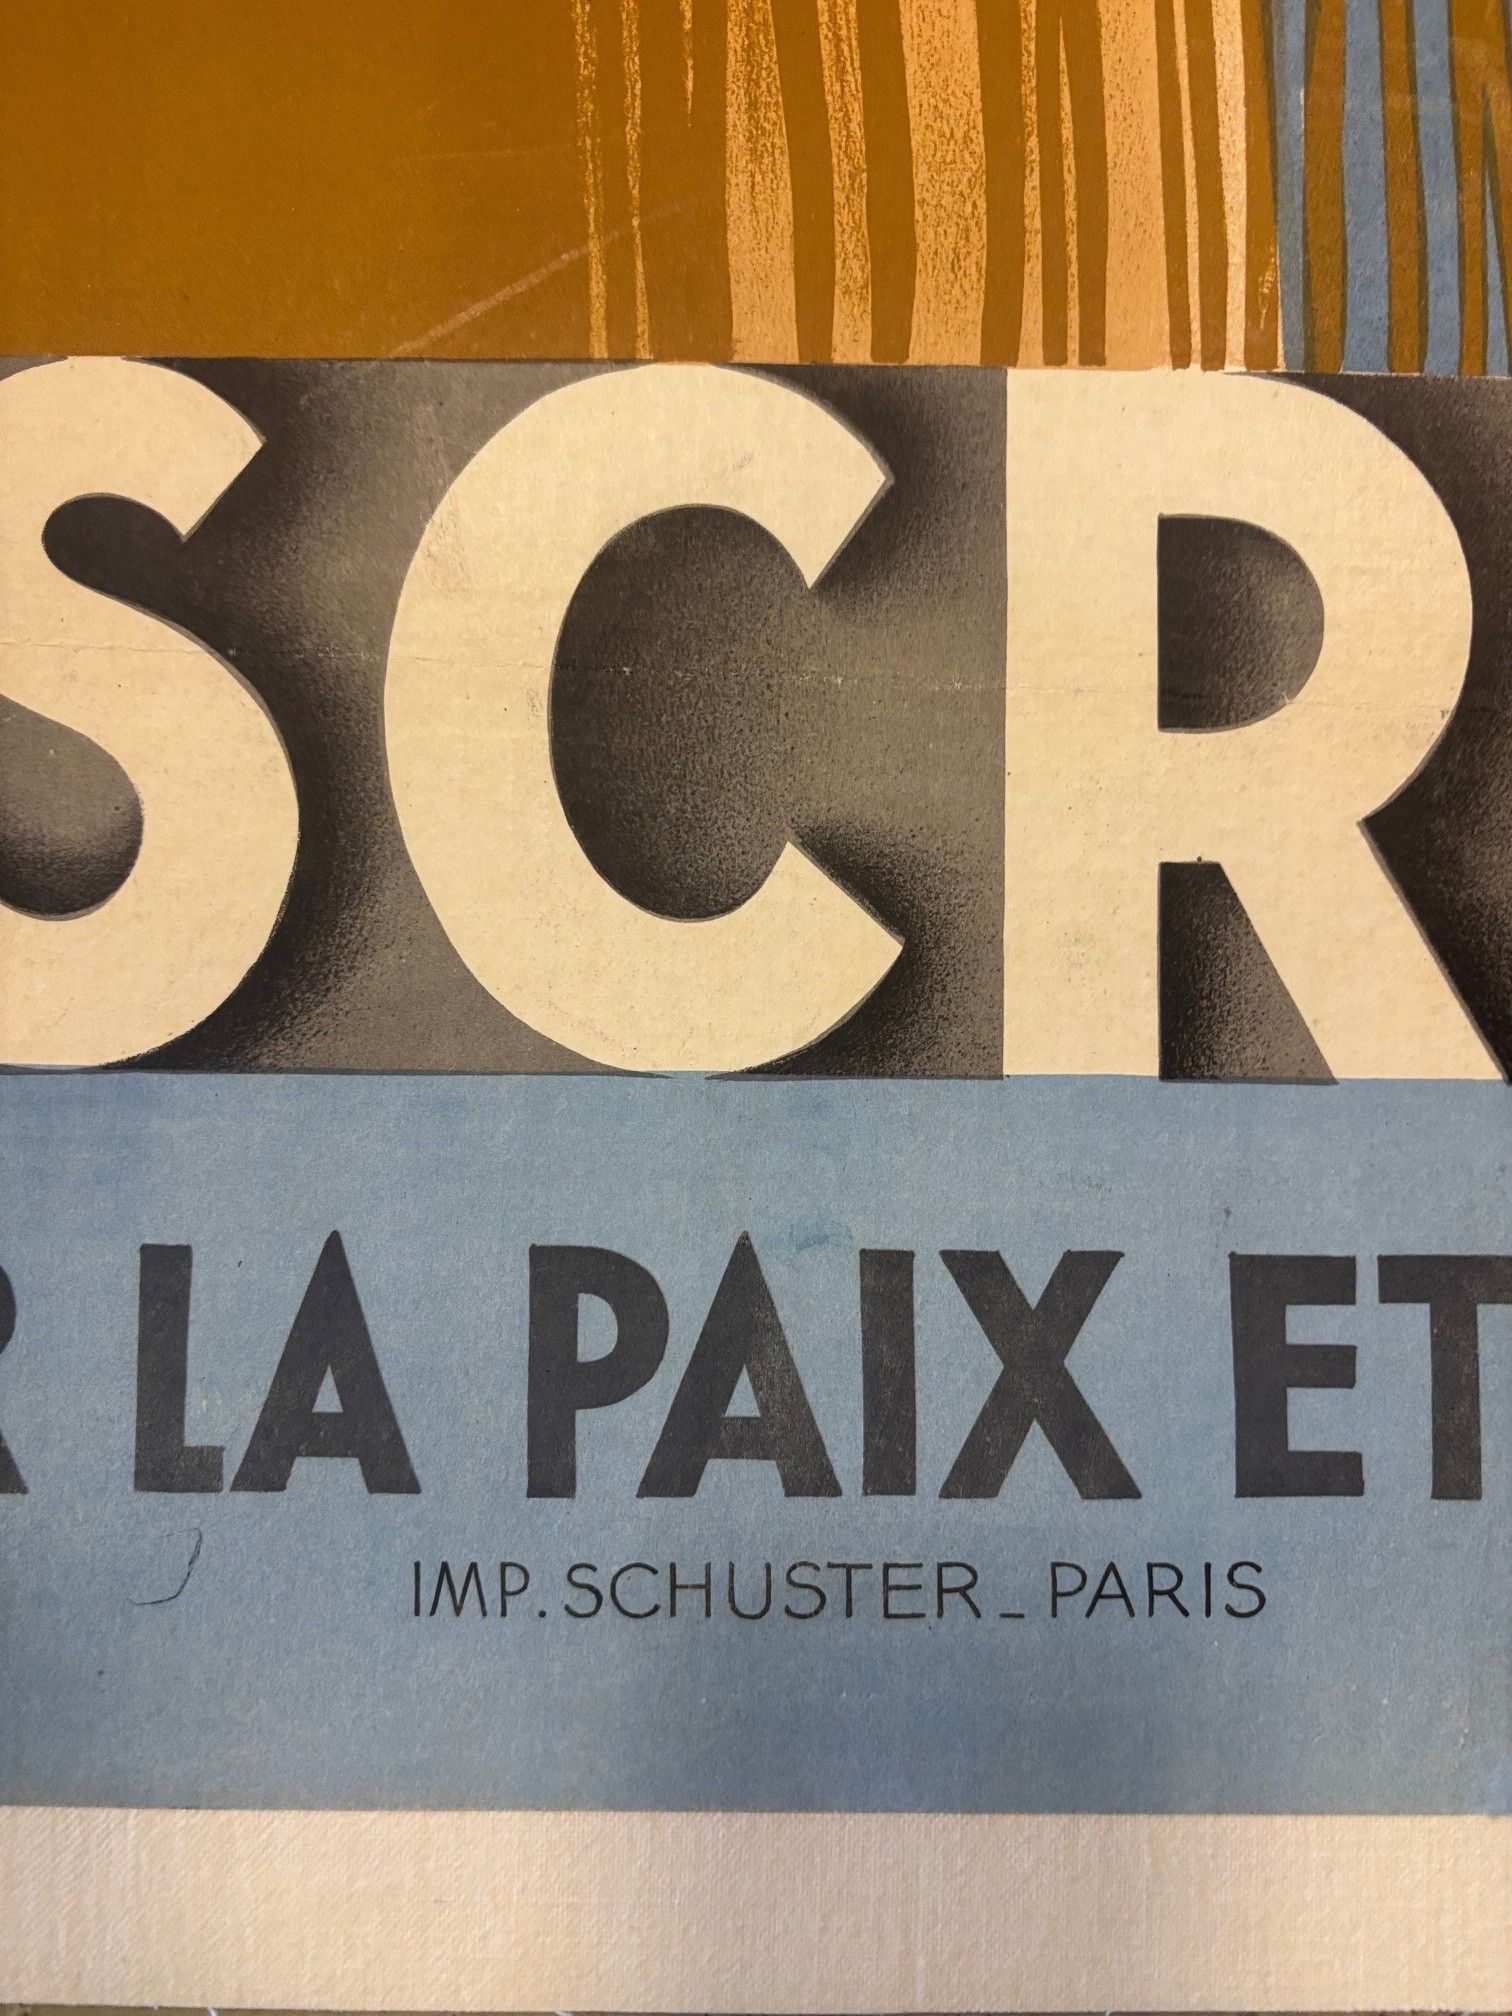 SCR
R LA PAIX ET
IMP. SCHUSTER_PARIS